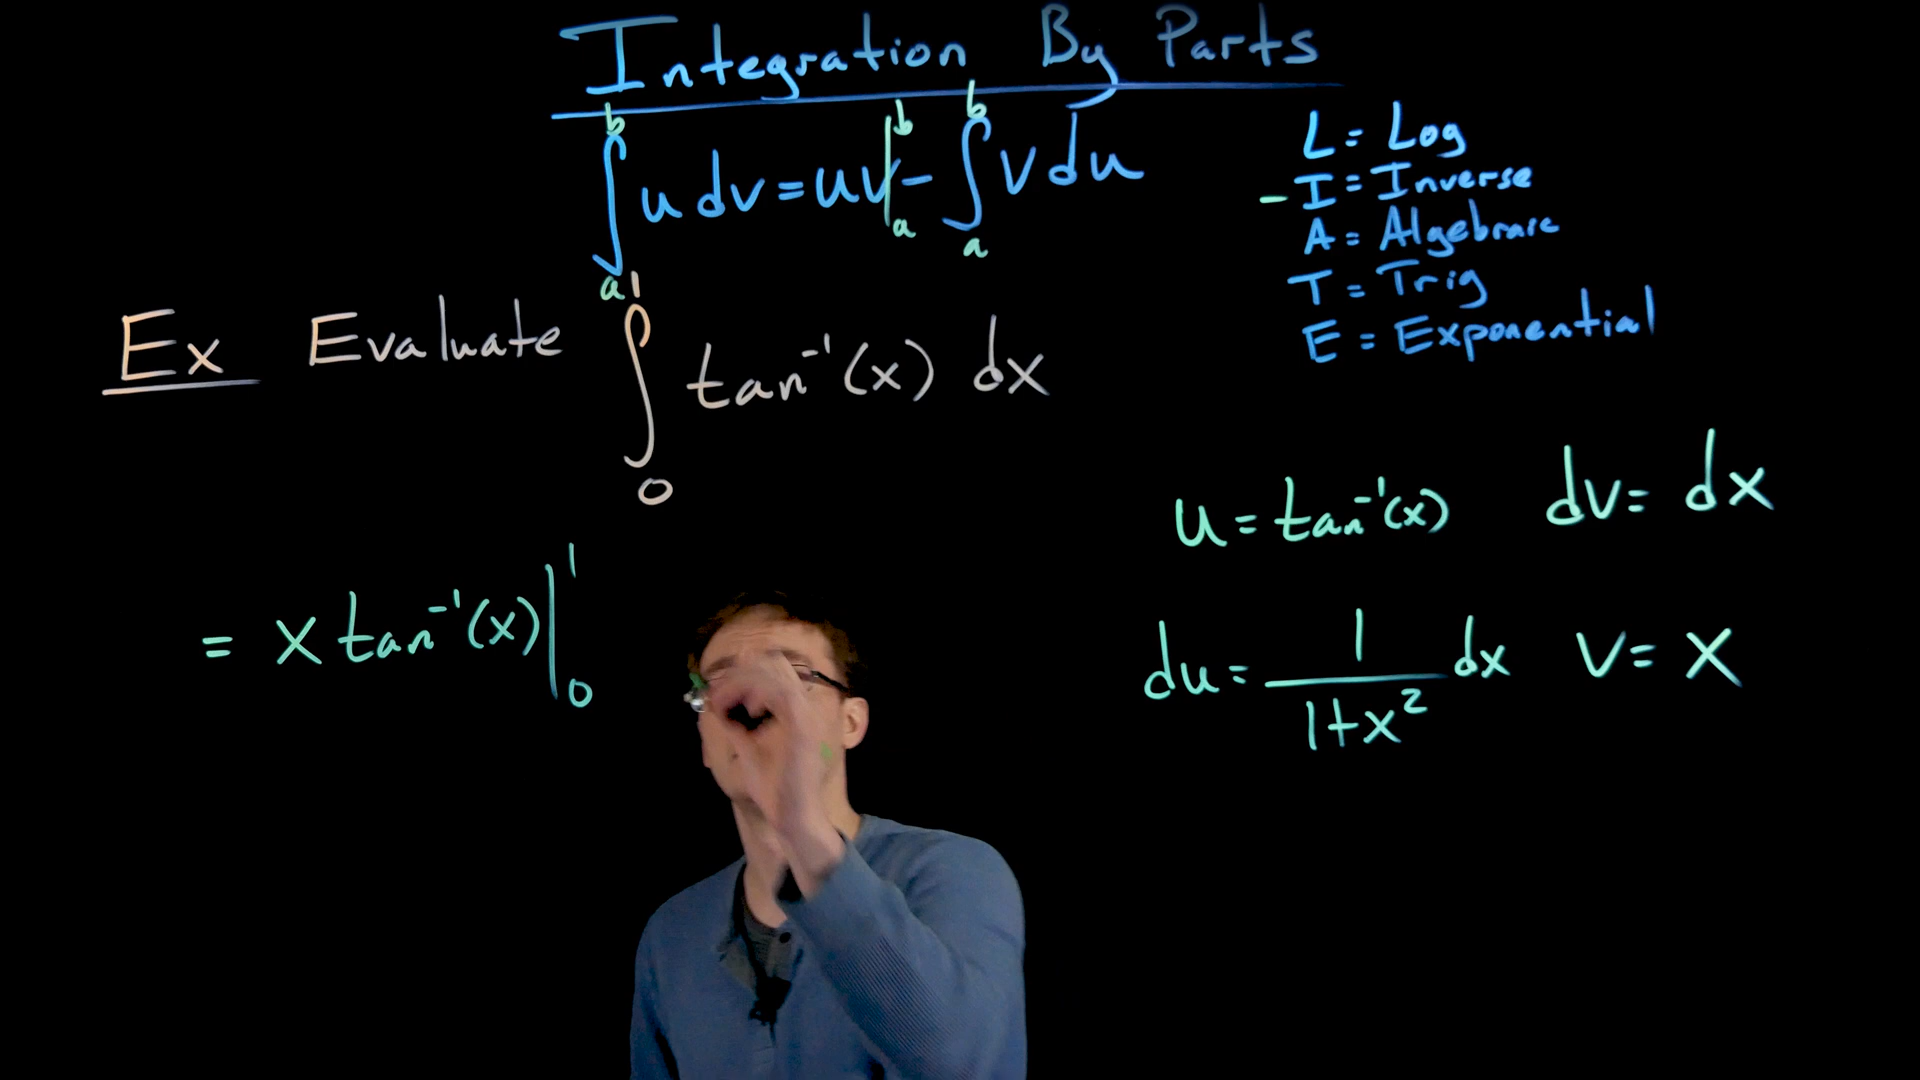 Integration By Parts
∫ₐᵇ u dv = uv |ₐᵇ - ∫ₐᵇ v du
L = Log
- I = Inverse
A = Algebraic
T = Trig
E = Exponential
Ex Evaluate ∫₀¹ tan⁻¹(x) dx
u = tan⁻¹(x) dv = dx
= x tan⁻¹(x) |₀¹
du = 1/(1+x²) dx v = x